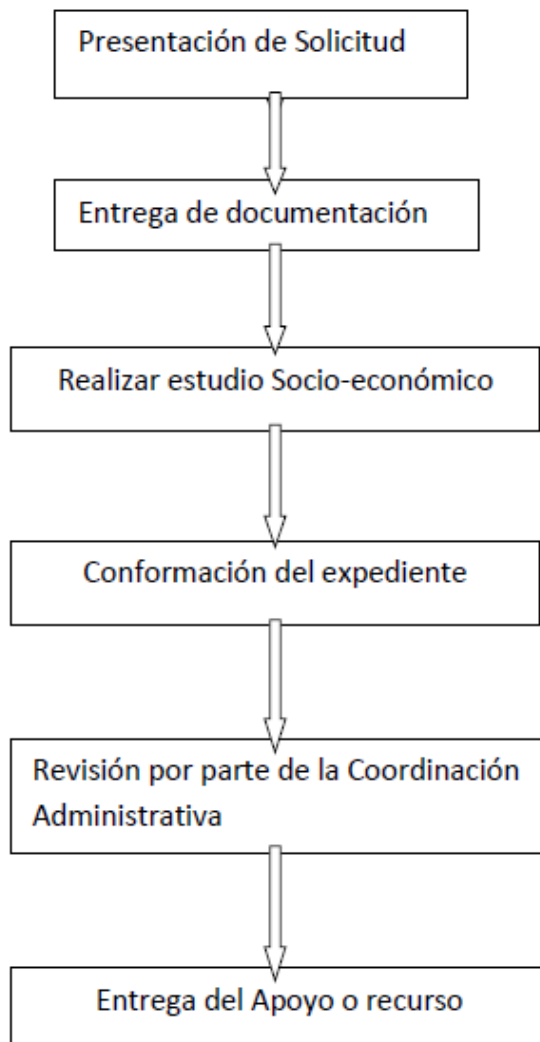 Presentación de Solicitud
Entrega de documentación
Realizar estudio Socio-económico
Conformación del expediente
Revisión por parte de la Coordinación
Administrativa
Entrega del Apoyo o recurso